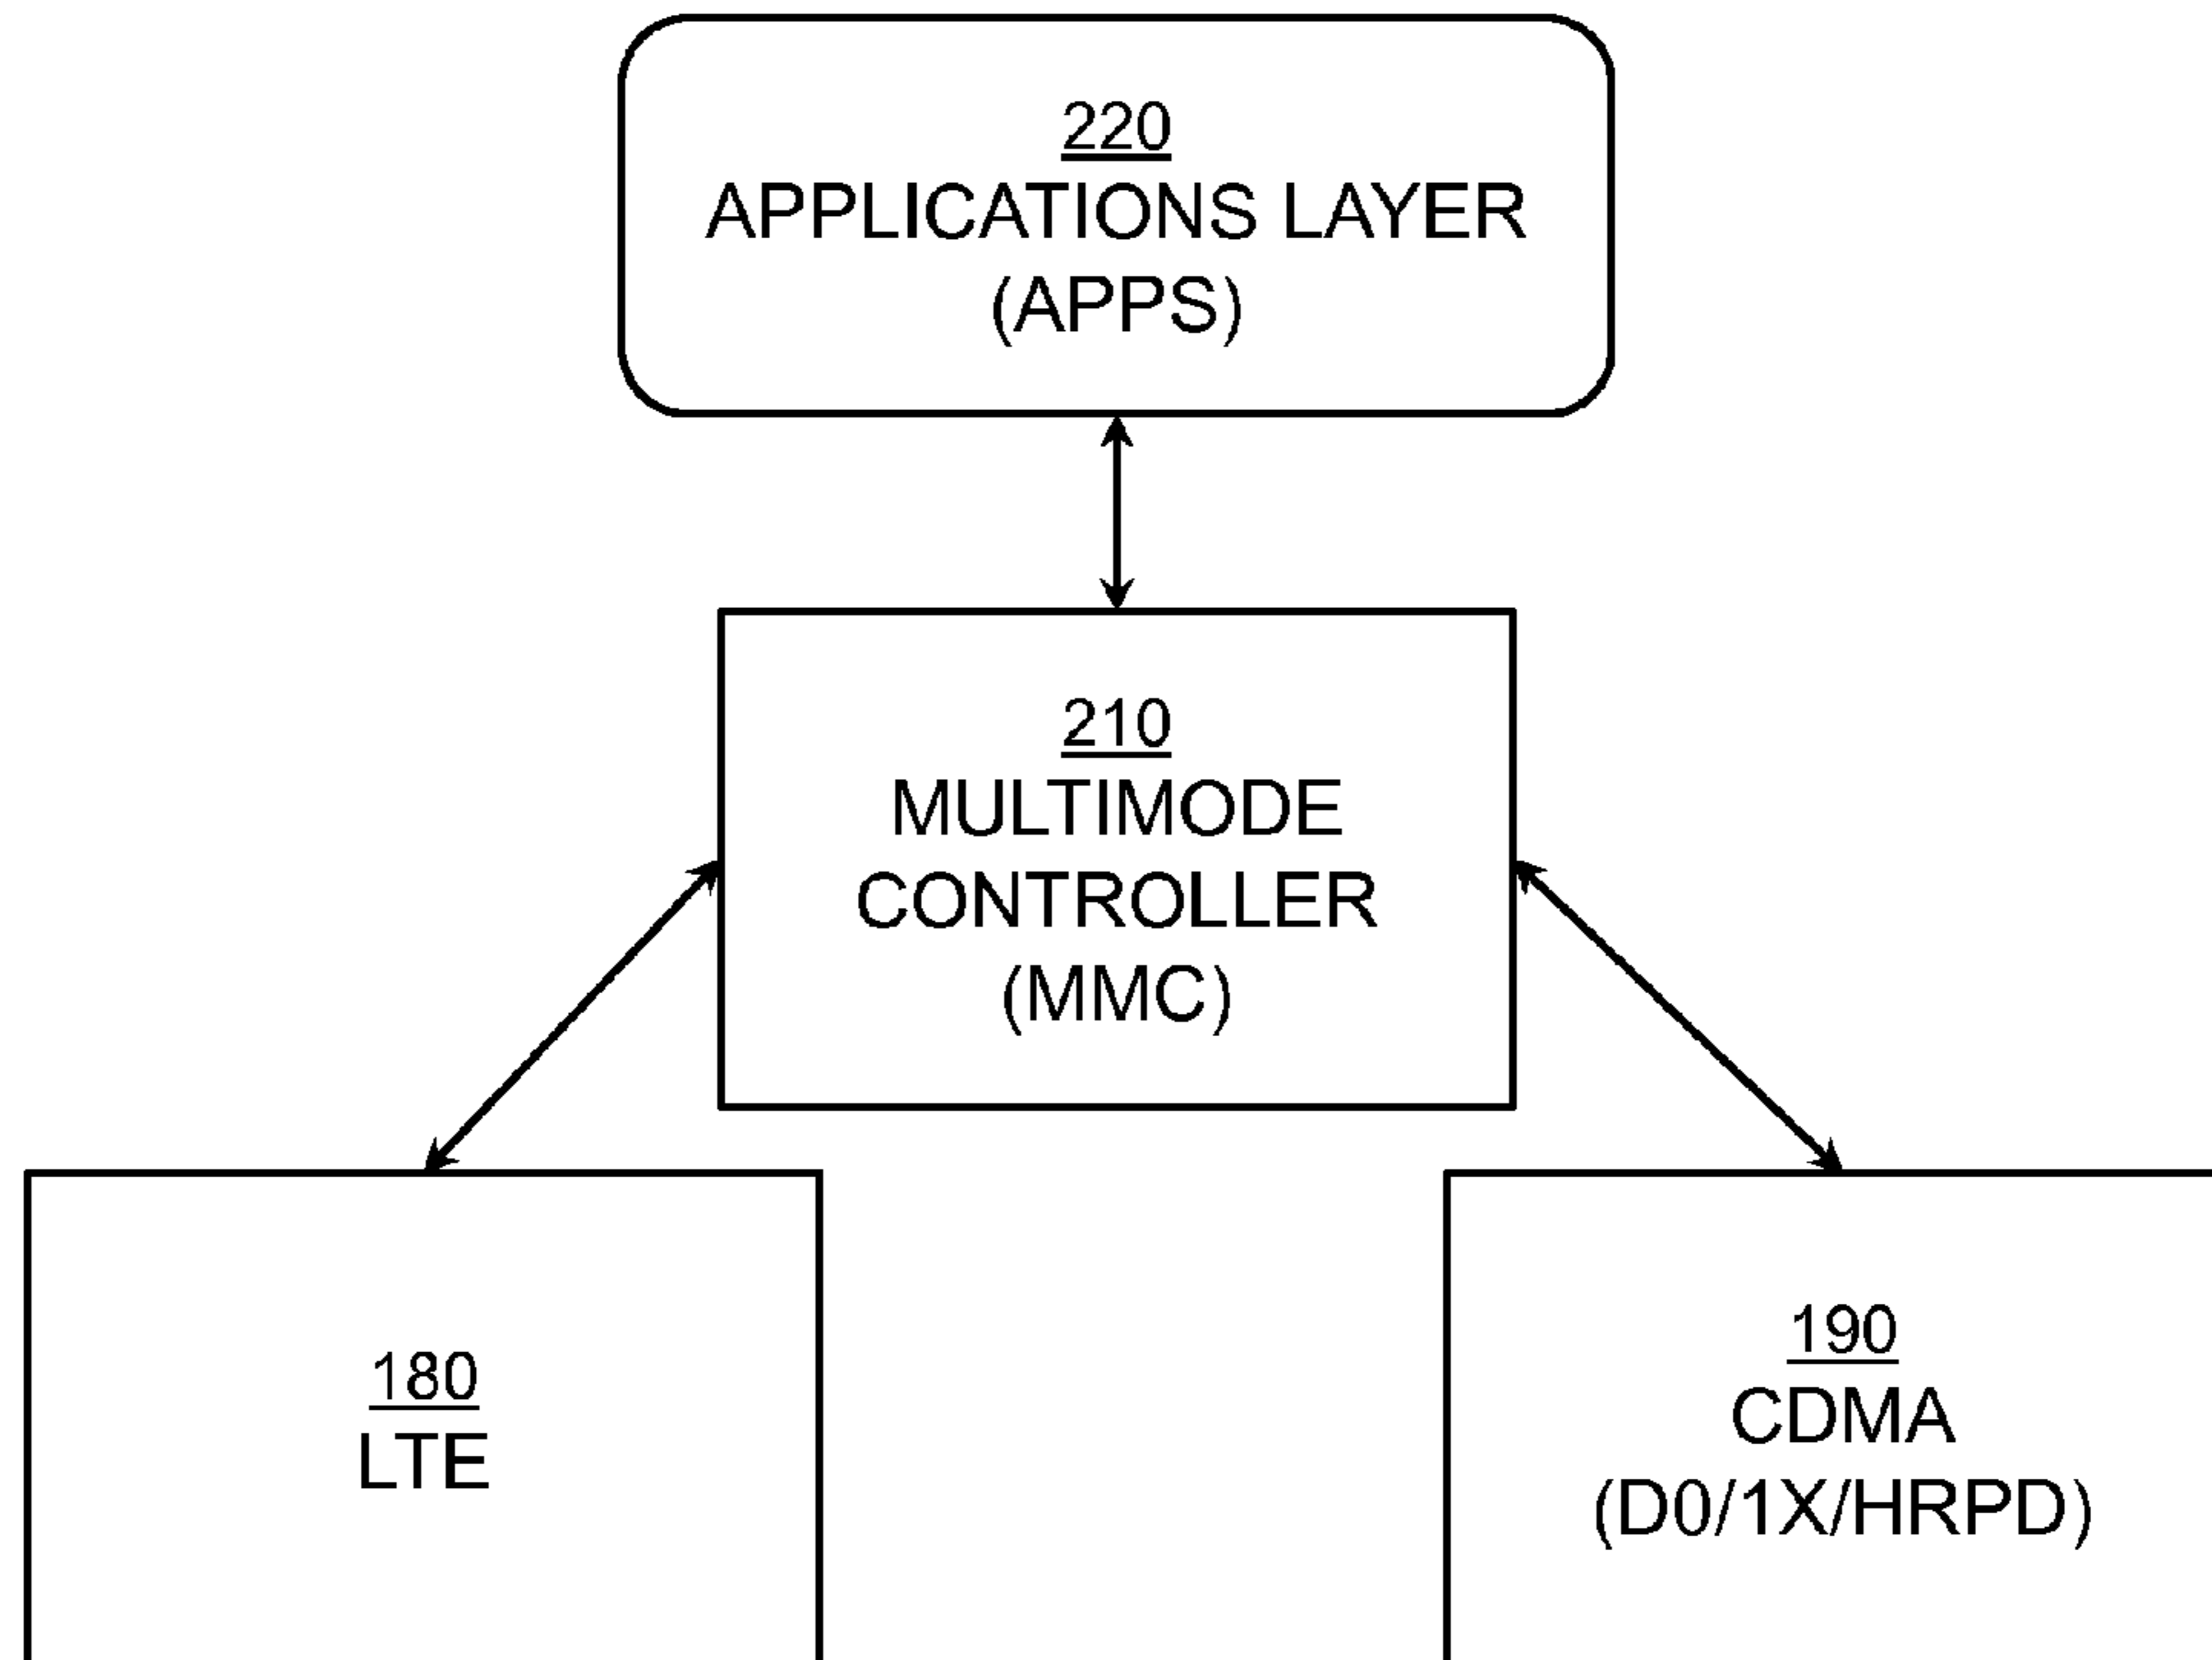 220
APPLICATIONS LAYER
(APPS)
210
MULTIMODE
CONTROLLER
(MMC)
180
LTE
190
CDMA
(D0/1X/HRPD)